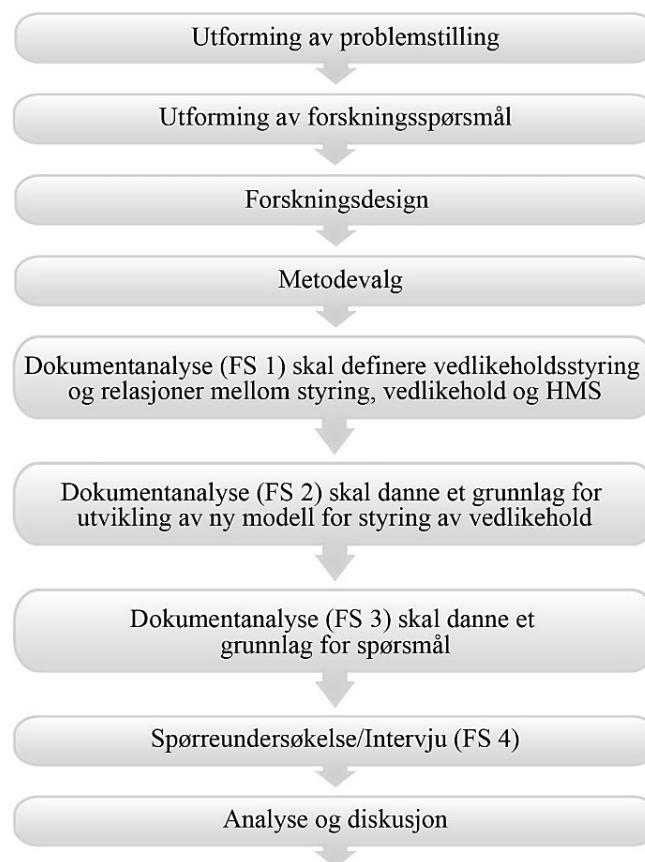 Utforming av problemstilling
Utforming av forskningsspørsmål
Forskningsdesign
Metodevalg
Dokumentanalyse (FS 1) skal definere vedlikeholdsstyring
og relasjoner mellom styring, vedlikehold og HMS
Dokumentanalyse (FS 2) skal danne et grunnlag for
utvikling av ny modell for styring av vedlikehold
Dokumentanalyse (FS 3) skal danne et
grunnlag for spørsmål
Spørreundersøkelse/Intervju (FS 4)
Analyse og diskusjon